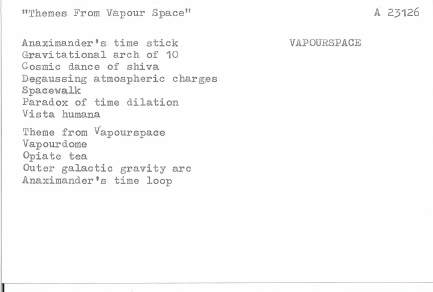 "Themes From Vapour Space" A 23126
Anaximander's time stick VAPOURSPACE
Gravitational arch of 10
Cosmic dance of shiva
Degaussing atmospheric charges
Spacewalk
Paradox of time dilation
Vista humana
Theme from Vapourspace
Vapourdome
Opiate tea
Outer galactic gravity arc
Anaximander's time loop